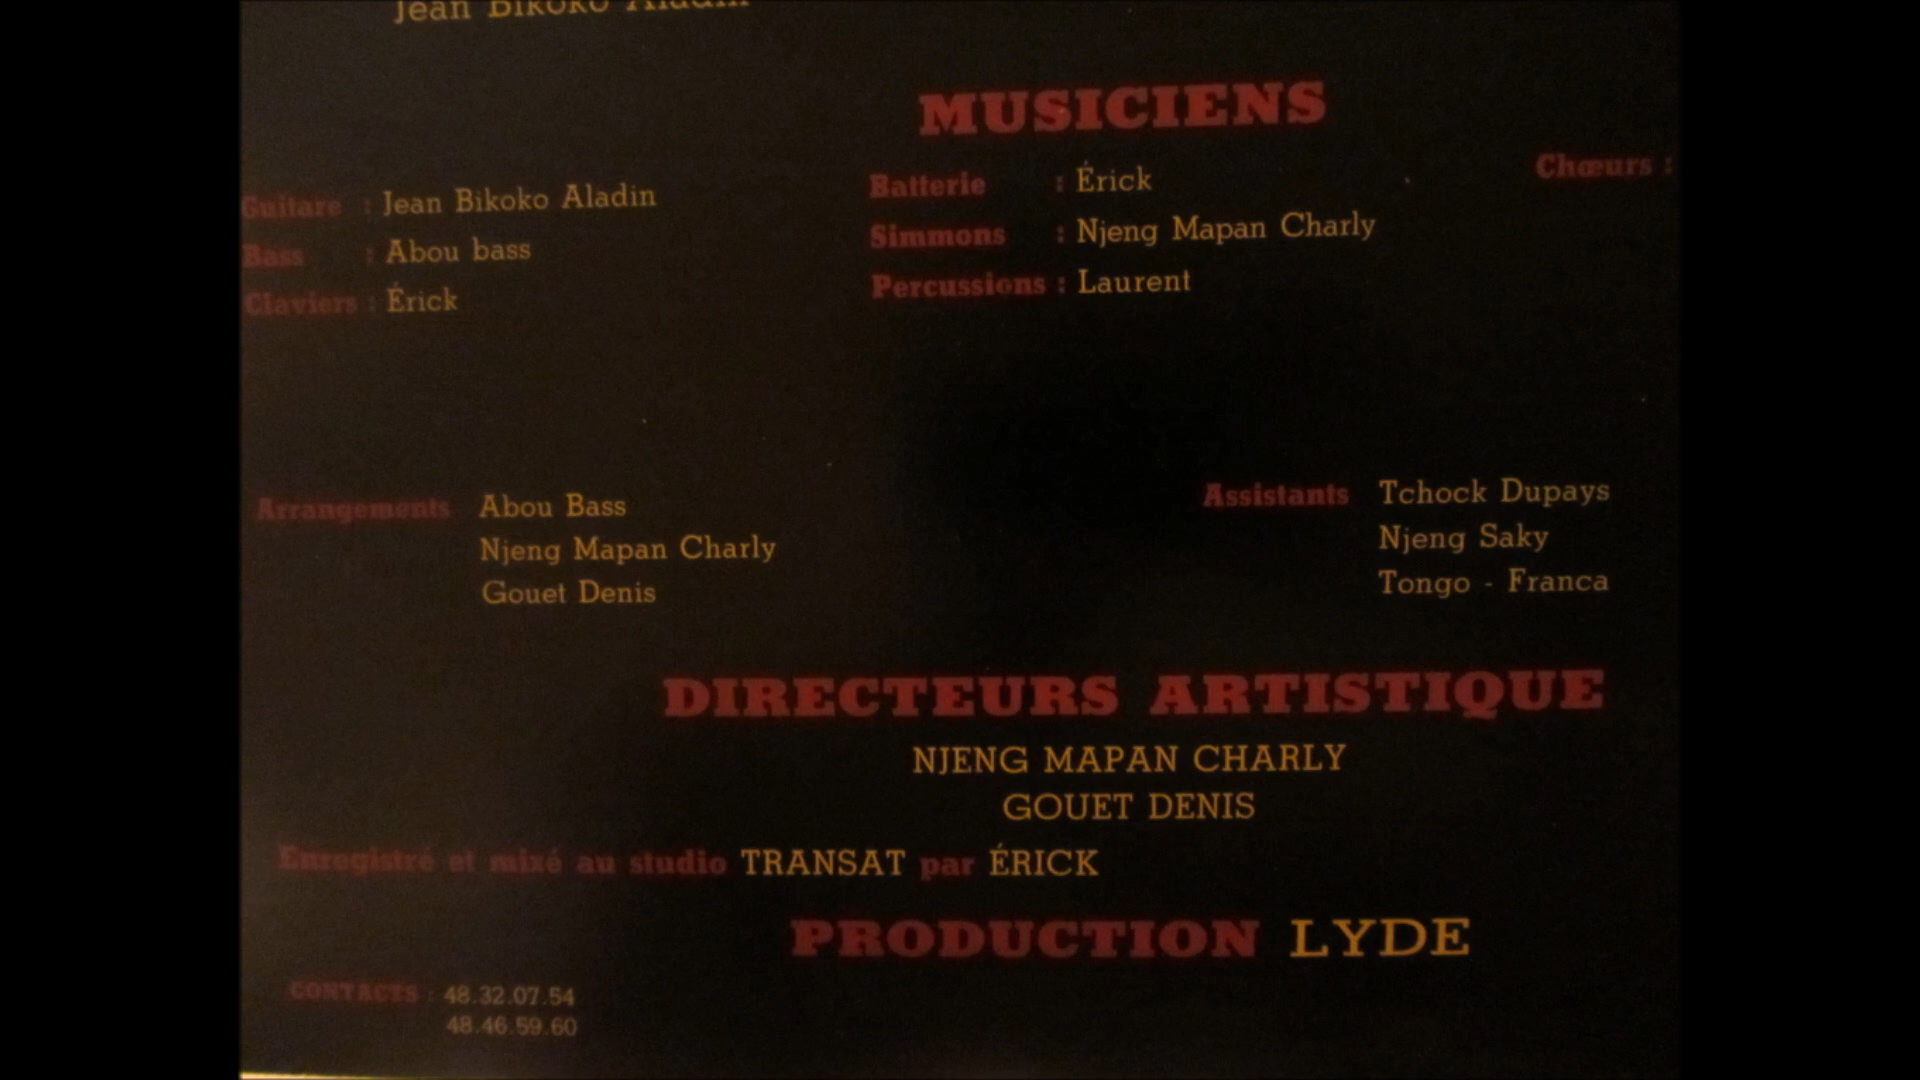 Jean Bikoko Aladin
MUSICIENS
Guitare : Jean Bikoko Aladin
Bass : Abou bass
Claviers : Érick
Batterie : Érick
Simmons : Njeng Mapan Charly
Percussions : Laurent
Chœurs :
Arrangements Abou Bass
Njeng Mapan Charly
Gouet Denis
Assistants Tchock Dupays
Njeng Saky
Tongo - Franca
DIRECTEURS ARTISTIQUE
NJENG MAPAN CHARLY
GOUET DENIS
Enregistré et mixé au studio TRANSAT par ÉRICK
PRODUCTION LYDE
CONTACTS : 48.32.07.54
48.46.59.60